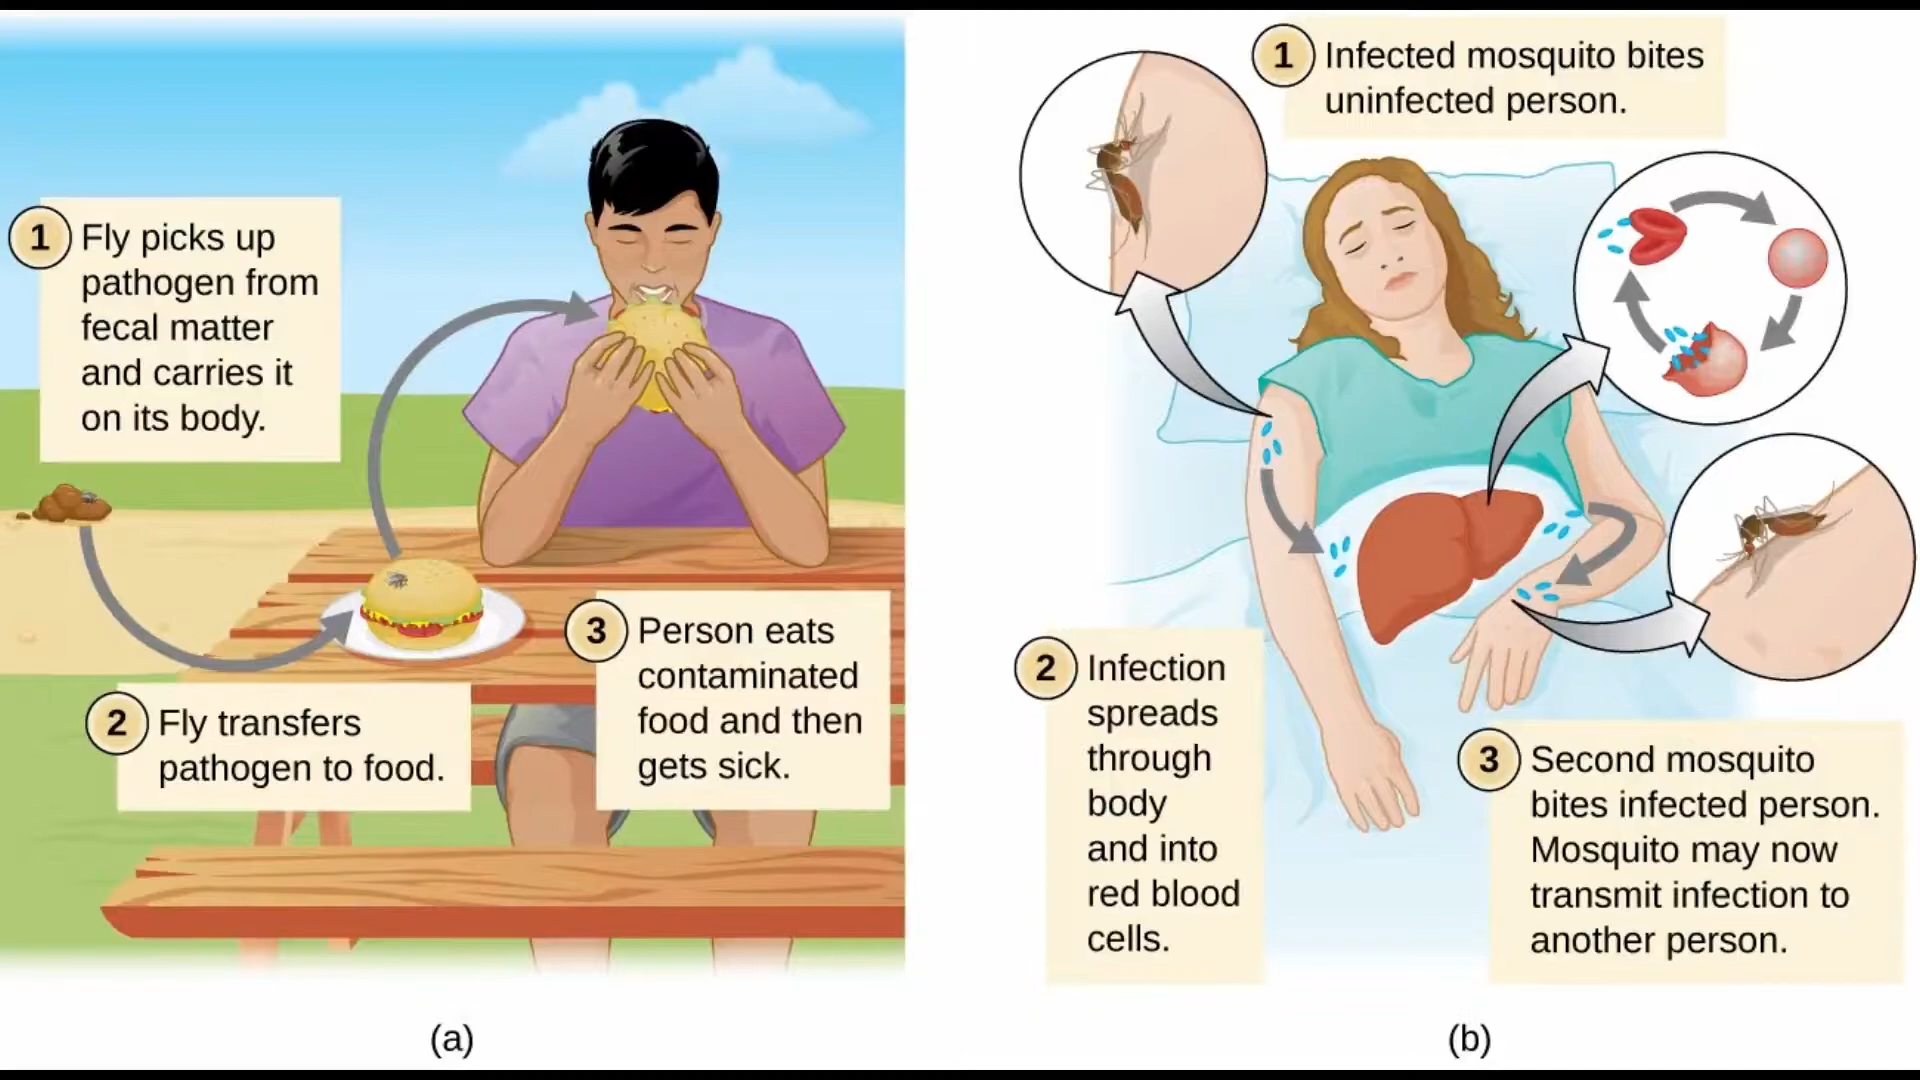 1
Fly picks up
pathogen from
fecal matter
and carries it
on its body.
2
Fly transfers
pathogen to food.
3
Person eats
contaminated
food and then
gets sick.
(a)
1
Infected mosquito bites
uninfected person.
2
Infection
spreads
through
body
and into
red blood
cells.
3
Second mosquito
bites infected person.
Mosquito may now
transmit infection to
another person.
(b)